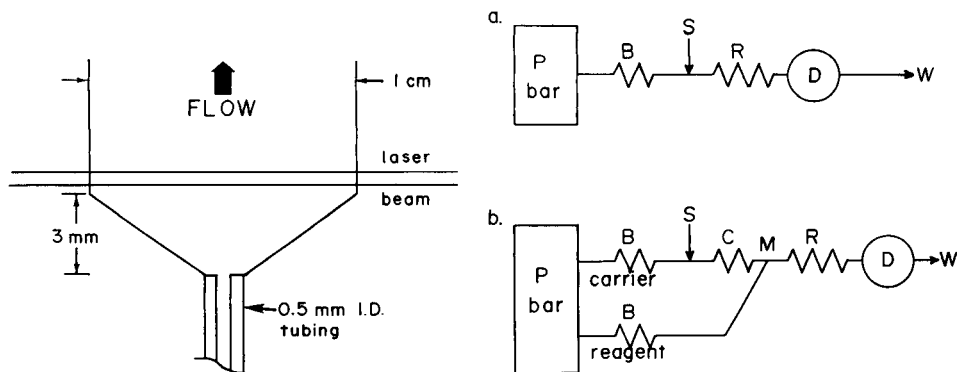 1 cm
FLOW
laser
beam
3 mm
0.5 mm I.D.
tubing
a.
P
bar
B
S
R
D
W
b.
P
bar
B
carrier
S
C
M
R
D
W
B
reagent